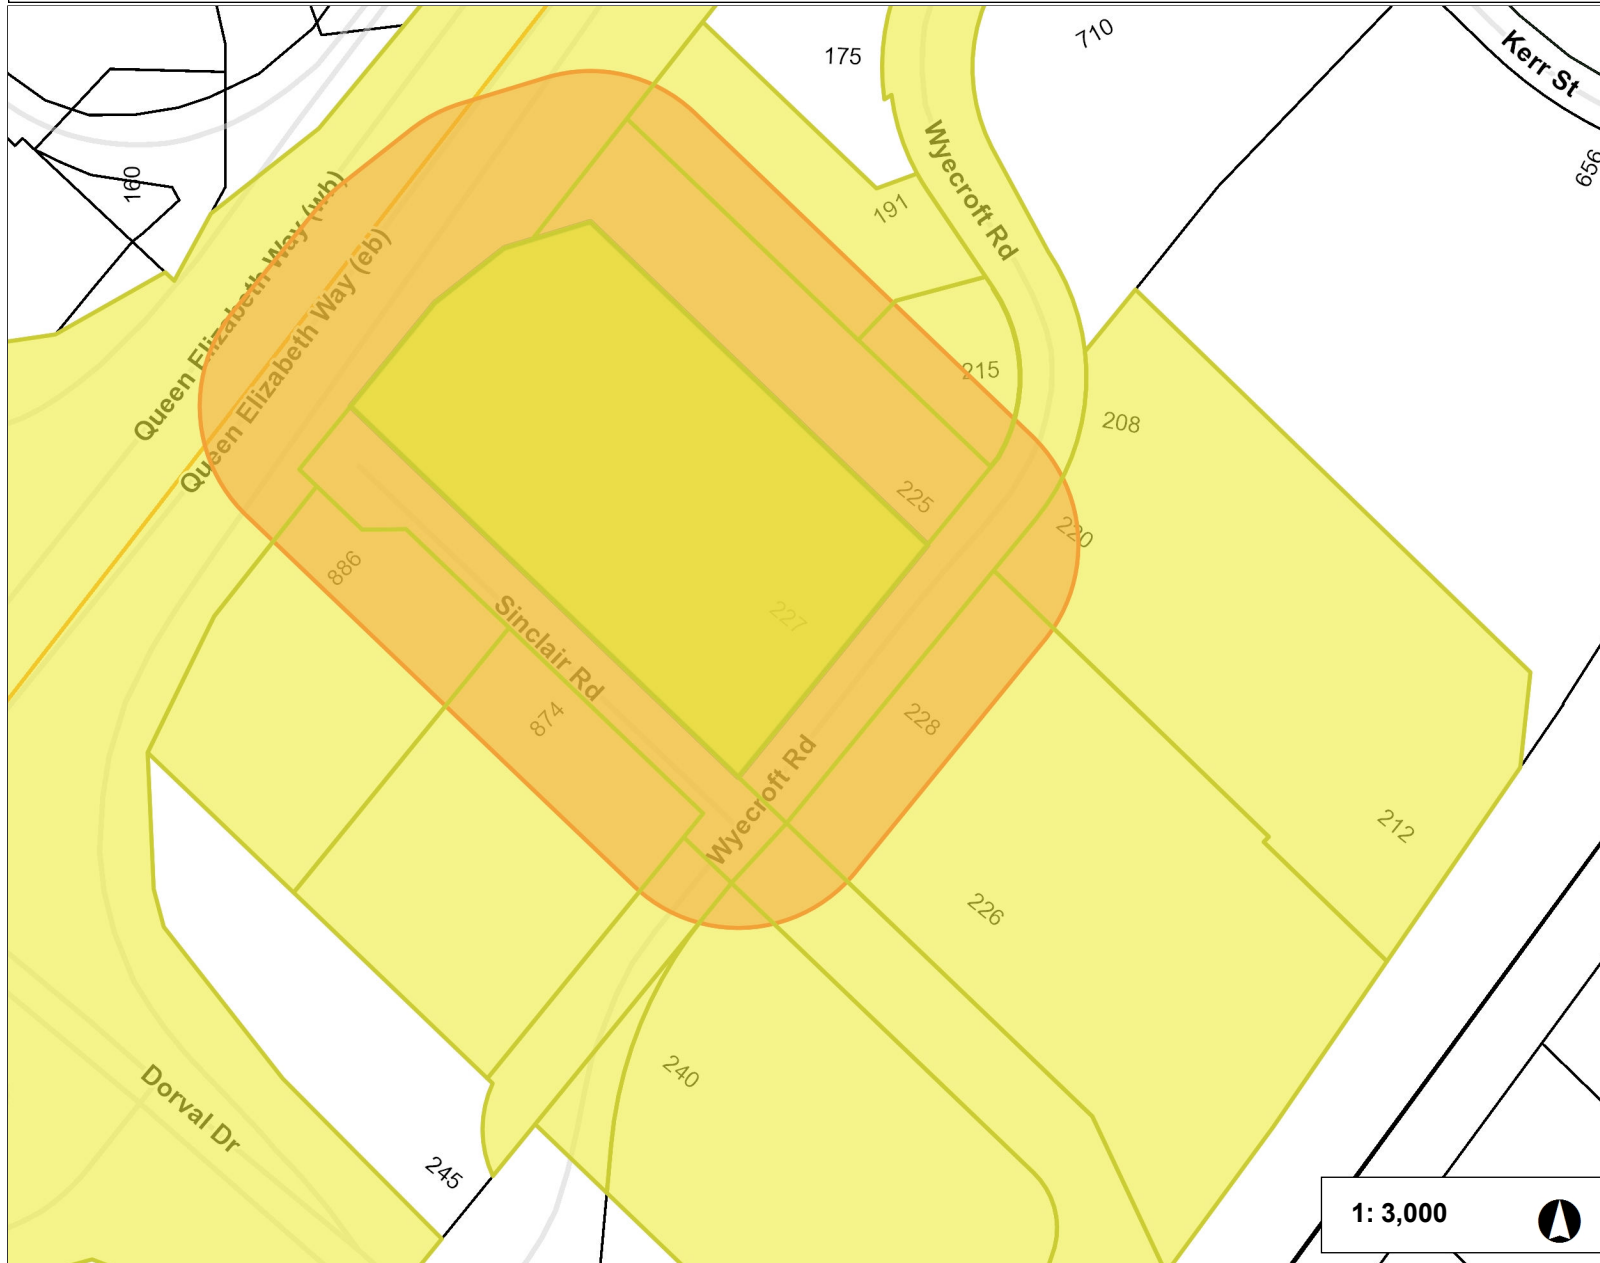 175
710
Kerr St
656
160
Wyecroft Rd
191
Queen Elizabeth Way (wb)
Queen Elizabeth Way (eb)
215
208
225
220
886
227
Sinclair Rd
874
228
Wyecroft Rd
212
226
240
Dorval Dr
245
1: 3,000